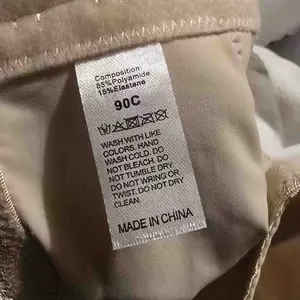 Composition:
85%Polyamide
15%Elastane
90C
WASH WITH LIKE
COLORS. HAND
WASH COLD. DO
NOT BLEACH. DO
NOT TUMBLE DRY.
DO NOT WRING OR
TWIST. DO NOT DRY
CLEAN.
MADE IN CHINA